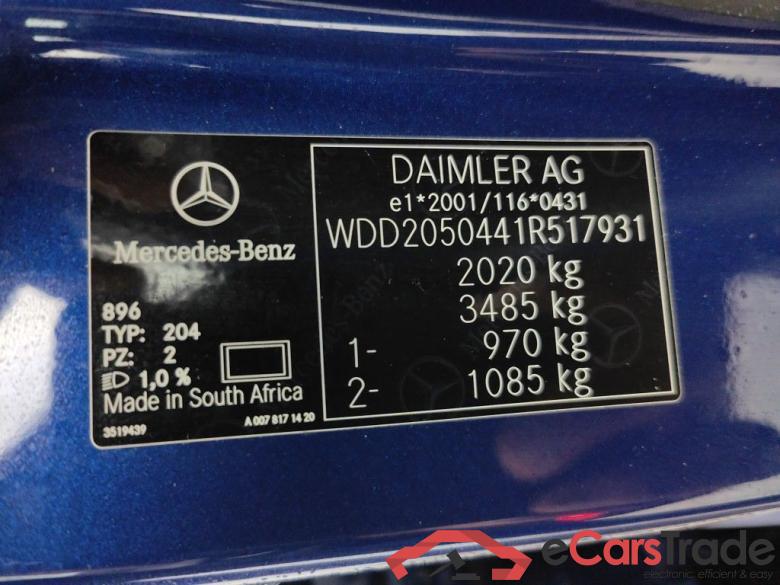 Mercedes-Benz
896
TYP: 204
PZ: 2
1,0 %
Made in South Africa
3519439
A 007 817 14 20
DAIMLER AG
e1*2001/116*0431
WDD2050441R517931
2020 kg
3485 kg
1- 970 kg
2- 1085 kg
eCarsTrade
electronic, efficient & easy